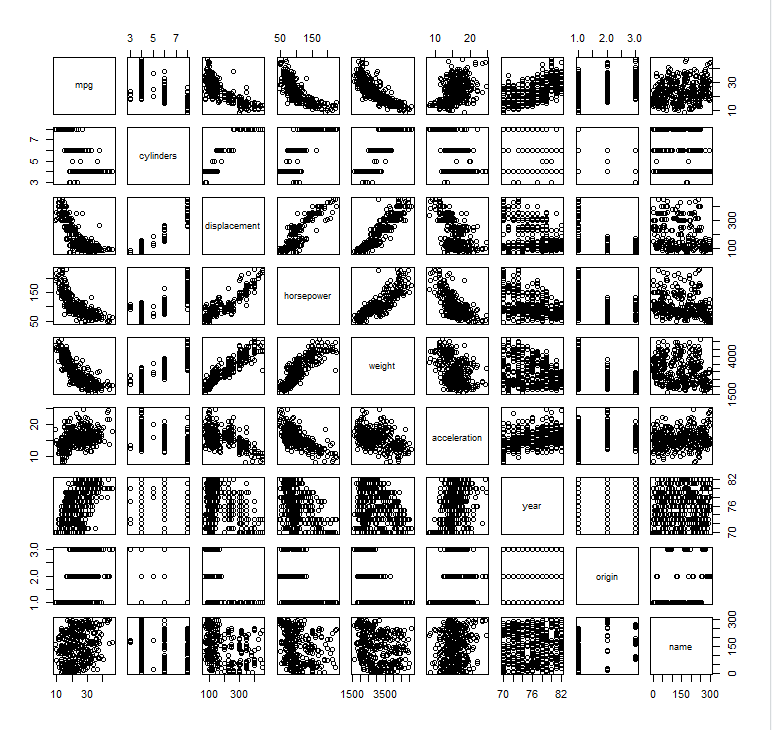 3 5 7 50 150 10 20 1.0 2.0 3.0
mpg
10 30
cylinders
3 5 7
displacement
100 300
horsepower
50 150
weight
1500 4000
acceleration
10 20
year
70 76 82
origin
1.0 2.0 3.0
name
0 150 300
10 30 100 300 1500 3500 70 76 82 0 150 300